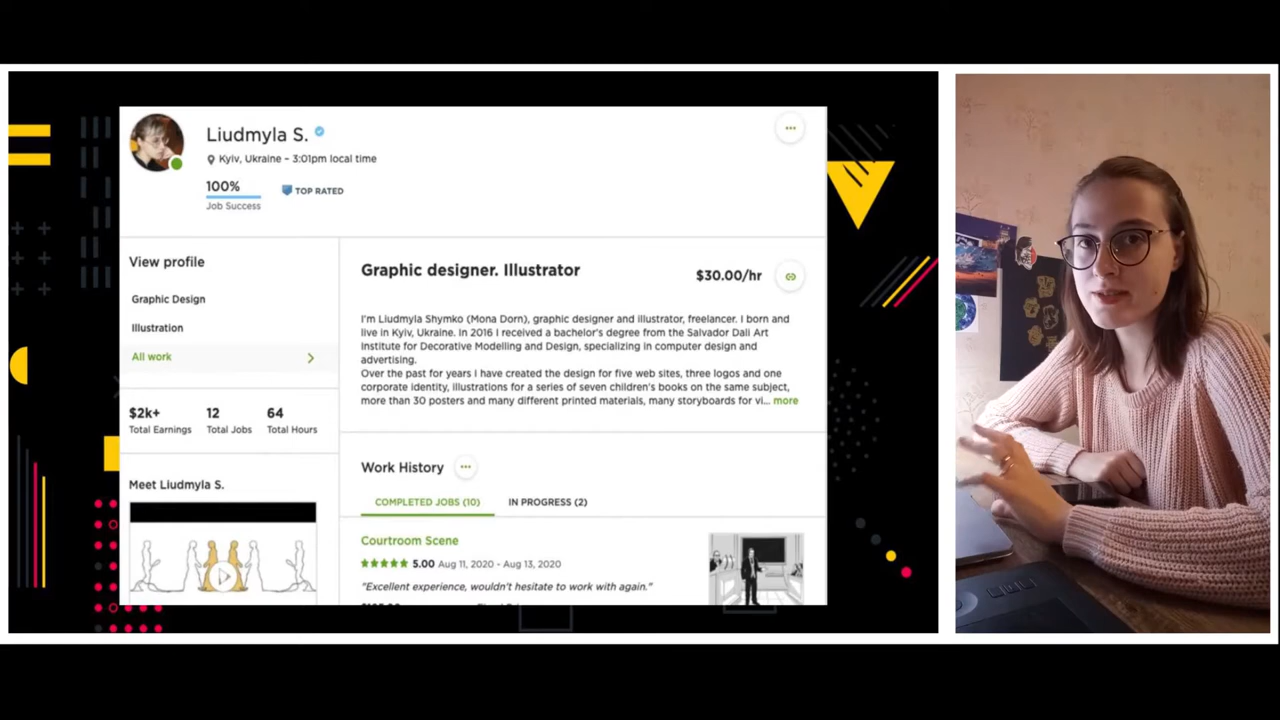 Liudmyla S.
Kyiv, Ukraine – 3:01pm local time
100%
Job Success
TOP RATED
View profile
Graphic Design
Illustration
All work
$2k+
Total Earnings
12
Total Jobs
64
Total Hours
Meet Liudmyla S.
Graphic designer. Illustrator
$30.00/hr
I'm Liudmyla Shymko (Mona Dorn), graphic designer and illustrator, freelancer. I born and
live in Kyiv, Ukraine. In 2016 I received a bachelor's degree from the Salvador Dali Art
Institute for Decorative Modelling and Design, specializing in computer design and
advertising.
Over the past for years I have created the design for five web sites, three logos and one
corporate identity, illustrations for a series of seven children's books on the same subject,
more than 30 posters and many different printed materials, many storyboards for vi... more
Work History
COMPLETED JOBS (10)
IN PROGRESS (2)
Courtroom Scene
5.00 Aug 11, 2020 - Aug 13, 2020
"Excellent experience, wouldn't hesitate to work with again."